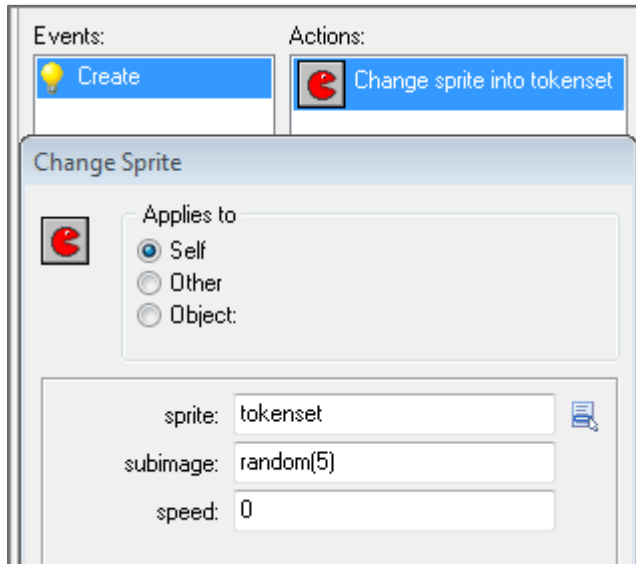 Events: Actions:
Create Change sprite into tokenset
Change Sprite
Applies to
Self
Other
Object:
sprite: tokenset
subimage: random(5)
speed: 0